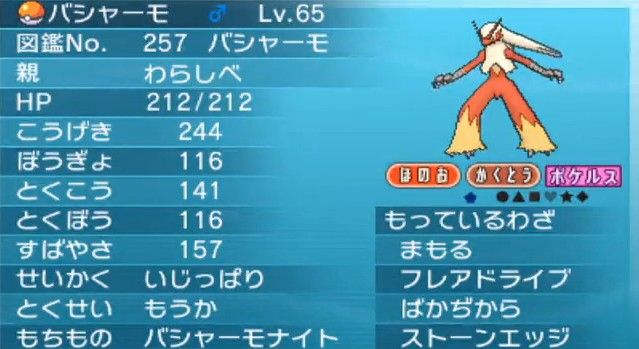 バシャーモ ♂ Lv.65
図鑑No. 257 バシャーモ
親 わらしべ
HP 212/212
こうげき 244
ぼうぎょ 116
とくこう 141
とくぼう 116
すばやさ 157
せいかく いじっぱり
とくせい もうか
もちもの バシャーモナイト
ほのお かくとう ポケルス
もっているわざ
まもる
フレアドライブ
ばかぢから
ストーンエッジ